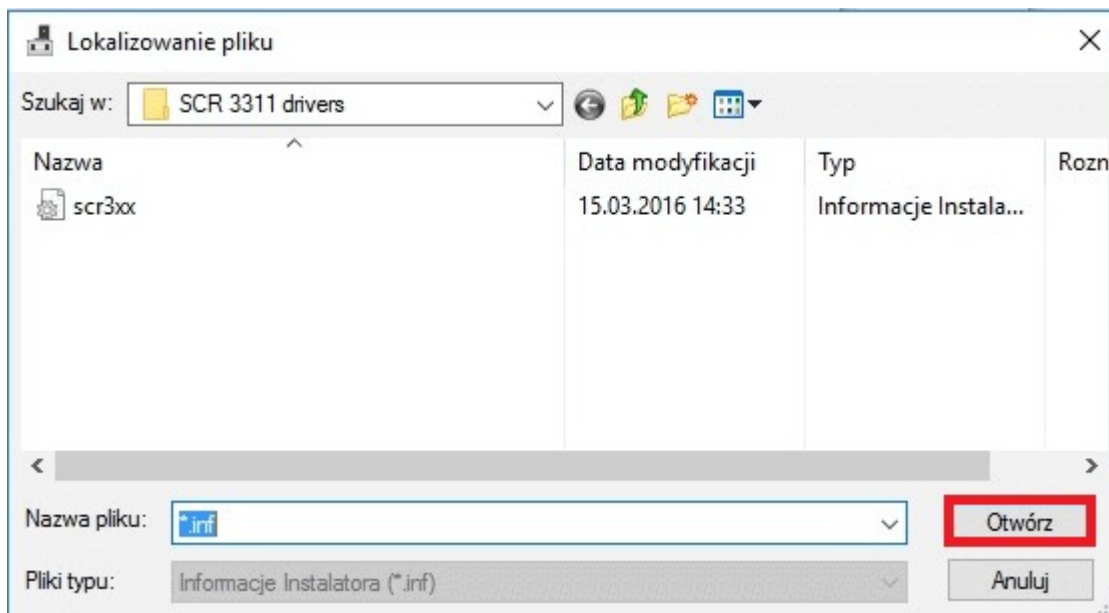 Lokalizowanie pliku
Szukaj w: SCR 3311 drivers
Nazwa Data modyfikacji Typ Rozn
scr3xx 15.03.2016 14:33 Informacje Instala...
Nazwa pliku: *.inf Otwórz
Pliki typu: Informacje Instalatora (*.inf) Anuluj